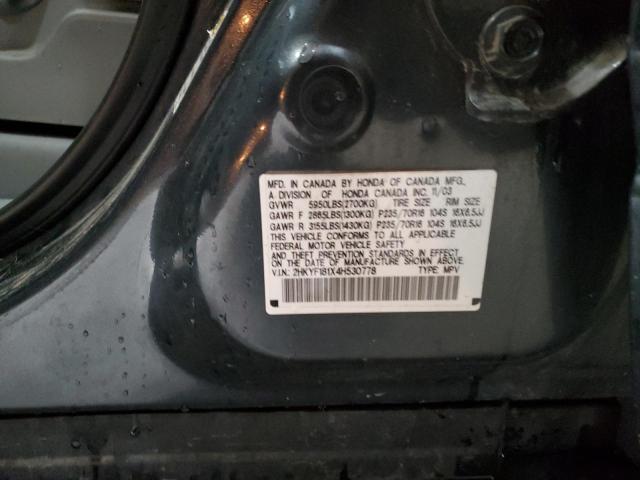 MFD. IN CANADA BY HONDA OF CANADA MFG.,
A DIVISION OF HONDA CANADA INC. 11/03
GVWR 5950LBS(2700KG) TIRE SIZE RIM SIZE
GAWR F 2865LBS(1300KG) P235/70R16 104S 16X6.5JJ
GAWR R 3155LBS(1430KG) P235/70R16 104S 16X6.5JJ
THIS VEHICLE CONFORMS TO ALL APPLICABLE
FEDERAL MOTOR VEHICLE SAFETY
AND THEFT PREVENTION STANDARDS IN EFFECT
ON THE DATE OF MANUFACTURE SHOWN ABOVE.
V.I.N: 2HKYF181X4H530778 TYPE: MPV